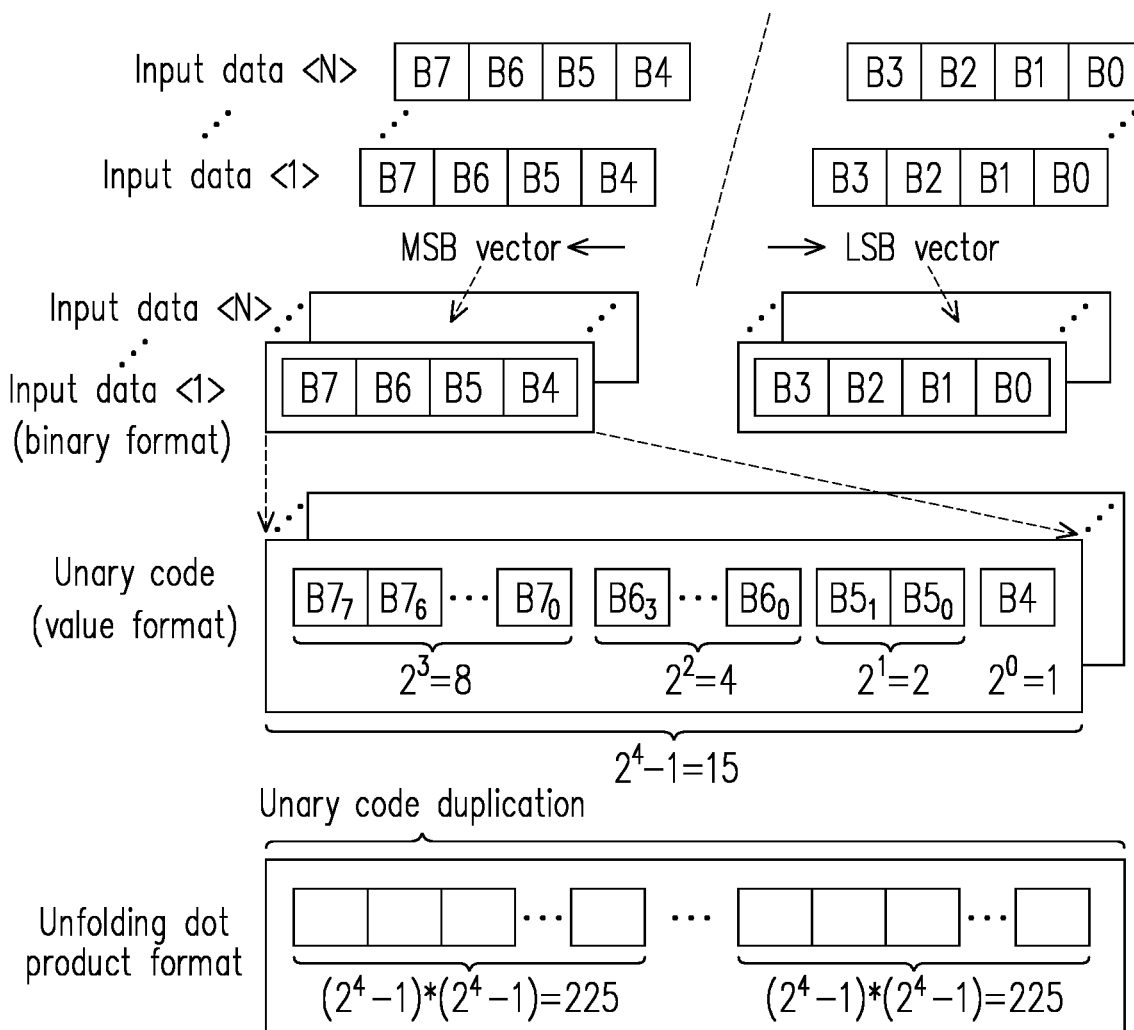 Input data <N> B7 B6 B5 B4 B3 B2 B1 B0
Input data <1> B7 B6 B5 B4 B3 B2 B1 B0
MSB vector LSB vector
Input data <N>
Input data <1> B7 B6 B5 B4 B3 B2 B1 B0
(binary format)
Unary code
(value format)
B7₇ B7₆ ··· B7₀ B6₃ ··· B6₀ B5₁ B5₀ B4
2³=8 2²=4 2¹=2 2⁰=1
2⁴−1=15
Unary code duplication
Unfolding dot
product format
··· ··· ···
(2⁴−1)*(2⁴−1)=225 (2⁴−1)*(2⁴−1)=225